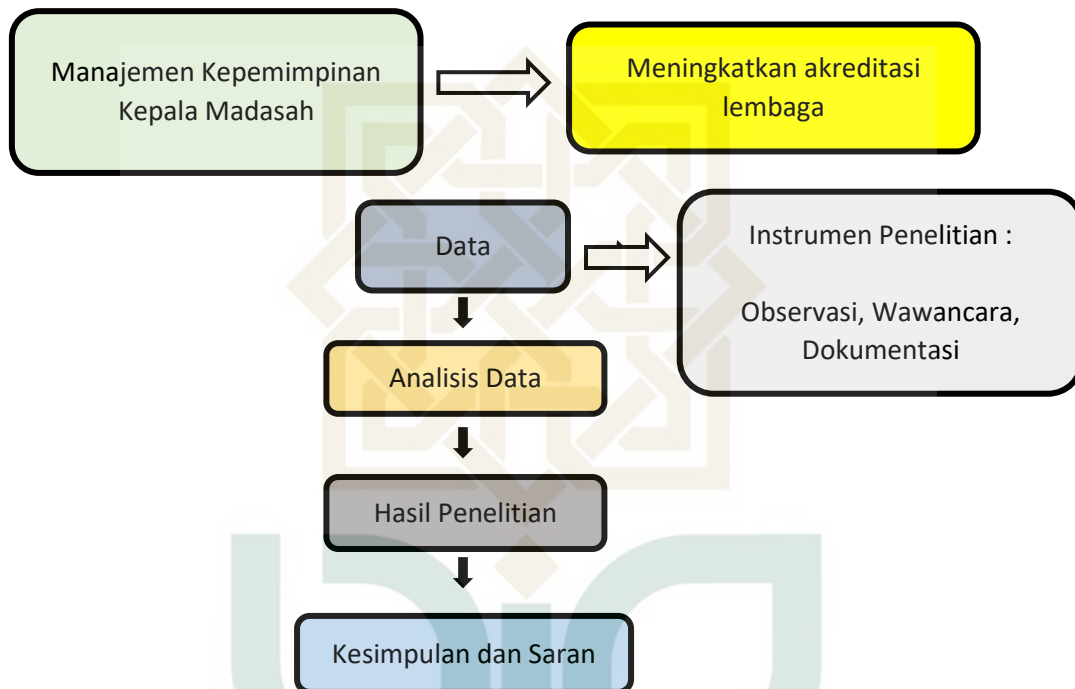 Manajemen Kepemimpinan
Kepala Madasah
Meningkatkan akreditasi
lembaga
Data
Instrumen Penelitian :
Observasi, Wawancara,
Dokumentasi
Analisis Data
Hasil Penelitian
Kesimpulan dan Saran